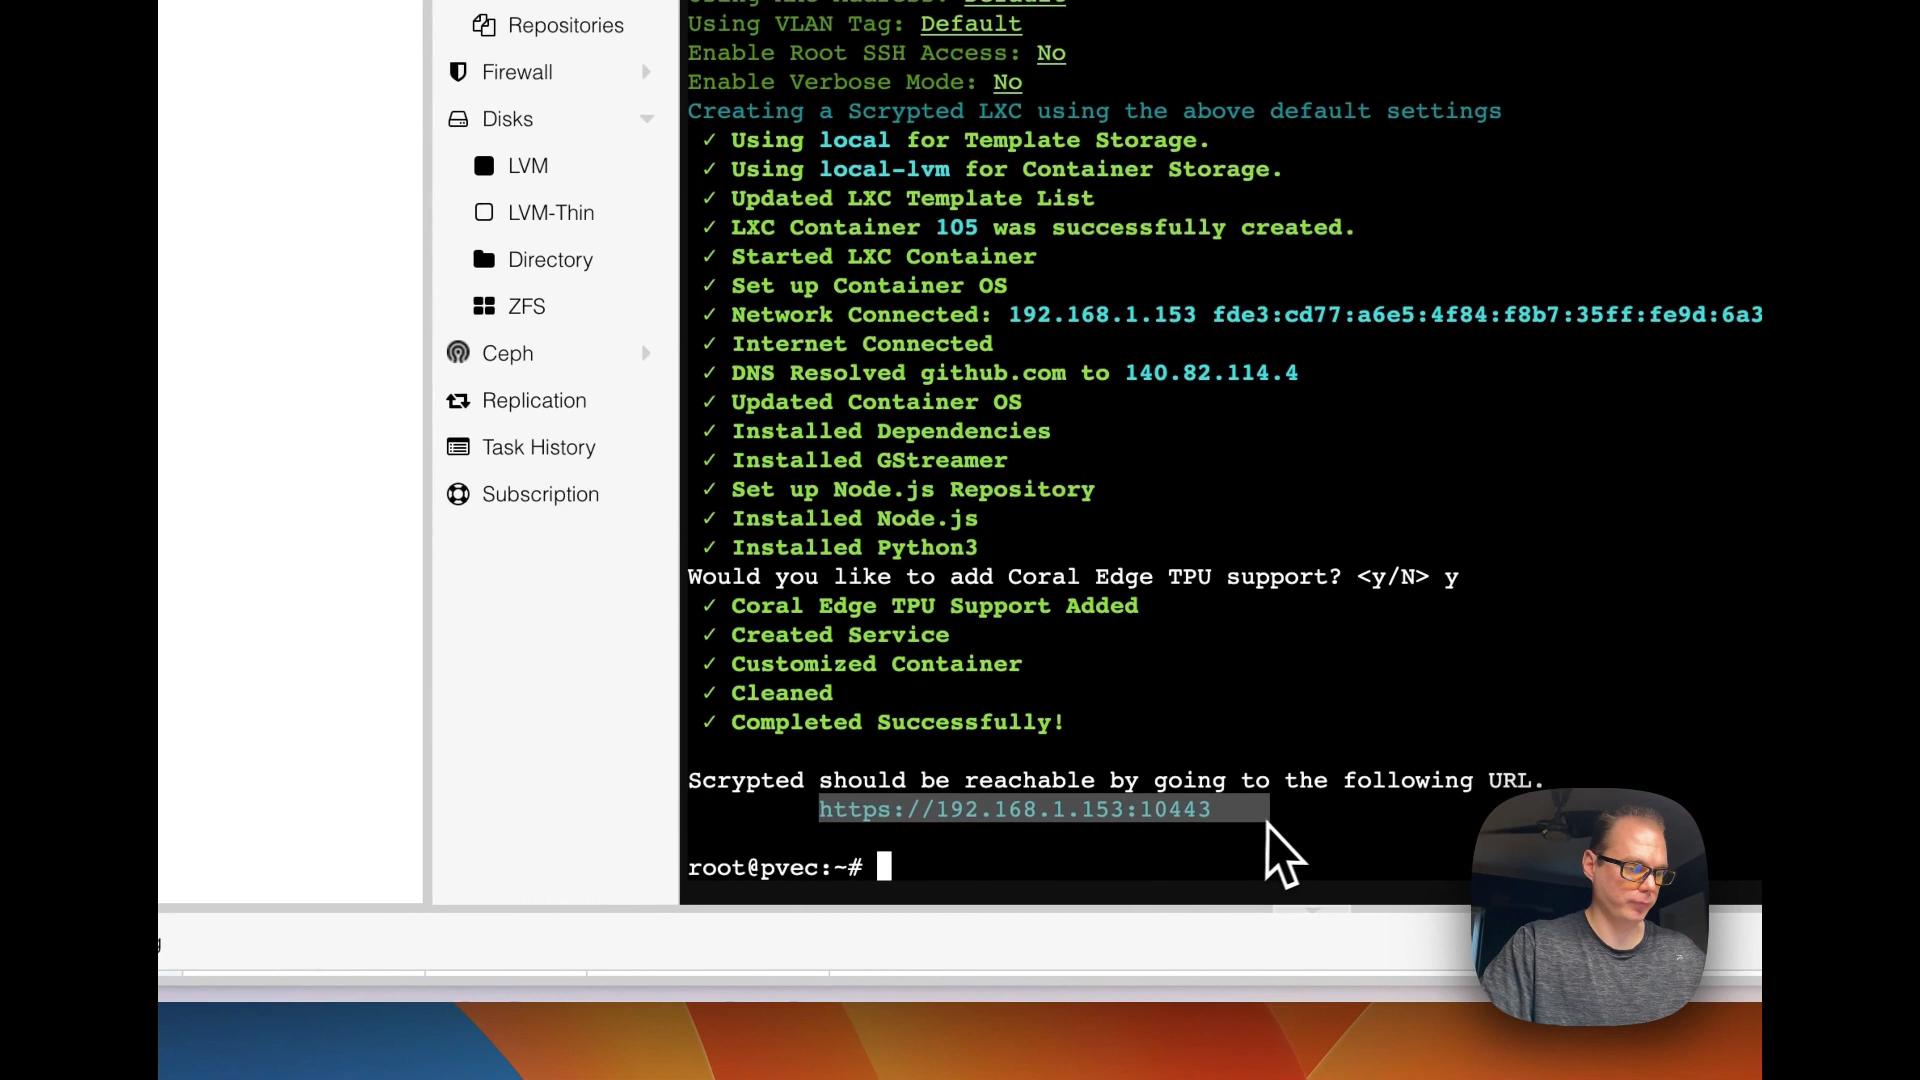 Repositories
Firewall
Disks
LVM
LVM-Thin
Directory
ZFS
Ceph
Replication
Task History
Subscription
Using VLAN Tag: Default
Enable Root SSH Access: No
Enable Verbose Mode: No
Creating a Scrypted LXC using the above default settings
✓ Using local for Template Storage.
✓ Using local-lvm for Container Storage.
✓ Updated LXC Template List
✓ LXC Container 105 was successfully created.
✓ Started LXC Container
✓ Set up Container OS
✓ Network Connected: 192.168.1.153 fde3:cd77:a6e5:4f84:f8b7:35ff:fe9d:6a3
✓ Internet Connected
✓ DNS Resolved github.com to 140.82.114.4
✓ Updated Container OS
✓ Installed Dependencies
✓ Installed GStreamer
✓ Set up Node.js Repository
✓ Installed Node.js
✓ Installed Python3
Would you like to add Coral Edge TPU support? <y/N> y
✓ Coral Edge TPU Support Added
✓ Created Service
✓ Customized Container
✓ Cleaned
✓ Completed Successfully!
Scrypted should be reachable by going to the following URL.
https://192.168.1.153:10443
root@pvec:~#